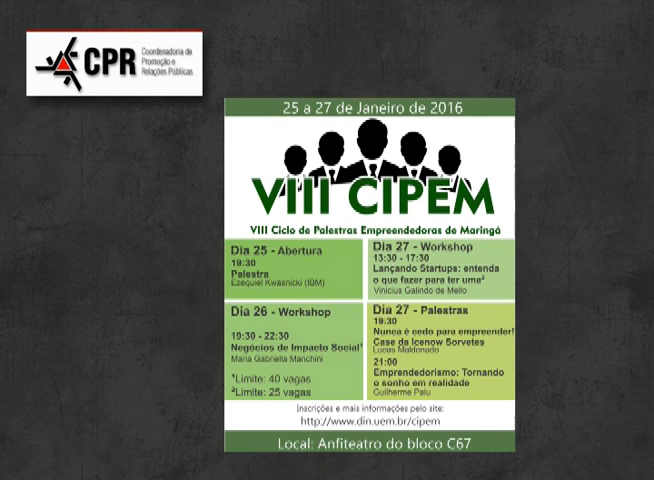 CPR
Coordenadoria de
Promoção e
Relações Públicas
25 a 27 de Janeiro de 2016
VIII CIPEM
VIII Ciclo de Palestras Empreendedoras de Maringá
Dia 25 - Abertura
19:30
Palestra
Ezequiel Kwasnicki (IBM)
Dia 27 - Workshop
13:30 - 17:30
Lançando Startups: entenda
o que fazer para ter uma²
Vinicius Galindo de Mello
Dia 26 - Workshop
19:30 - 22:30
Negócios de Impacto Social¹
Maria Gabriella Manchini
¹Limite: 40 vagas
²Limite: 25 vagas
Dia 27 - Palestras
19:30
Nunca é cedo para empreender!
Case da Icenow Sorvetes
Lucas Maldonado
21:00
Emprendedorismo: Tornando
o sonho em realidade
Guilherme Paiu
Inscrições e mais informações pelo site:
http://www.din.uem.br/cipem
Local: Anfiteatro do bloco C67